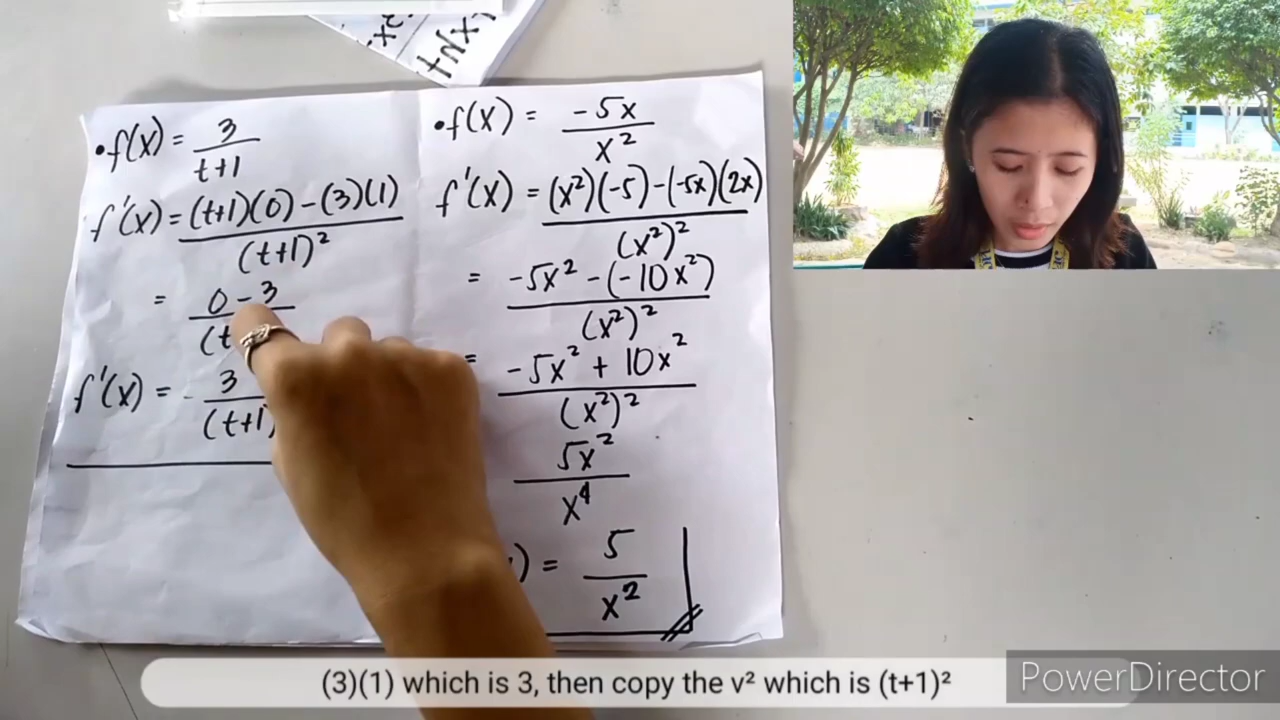 •f(x) = 3/(t+1)
f'(x) = (t+1)(0) - (3)(1) / (t+1)²
= 0 - 3 / (t
f'(x) = - 3/(t+1)
•f(x) = -5x/x²
f'(x) = (x²)(-5) - (-5x)(2x) / (x²)²
= -5x² - (-10x²) / (x²)²
= -5x² + 10x² / (x²)²
5x²/x⁴
) = 5/x²
(3)(1) which is 3, then copy the v² which is (t+1)²
PowerDirector